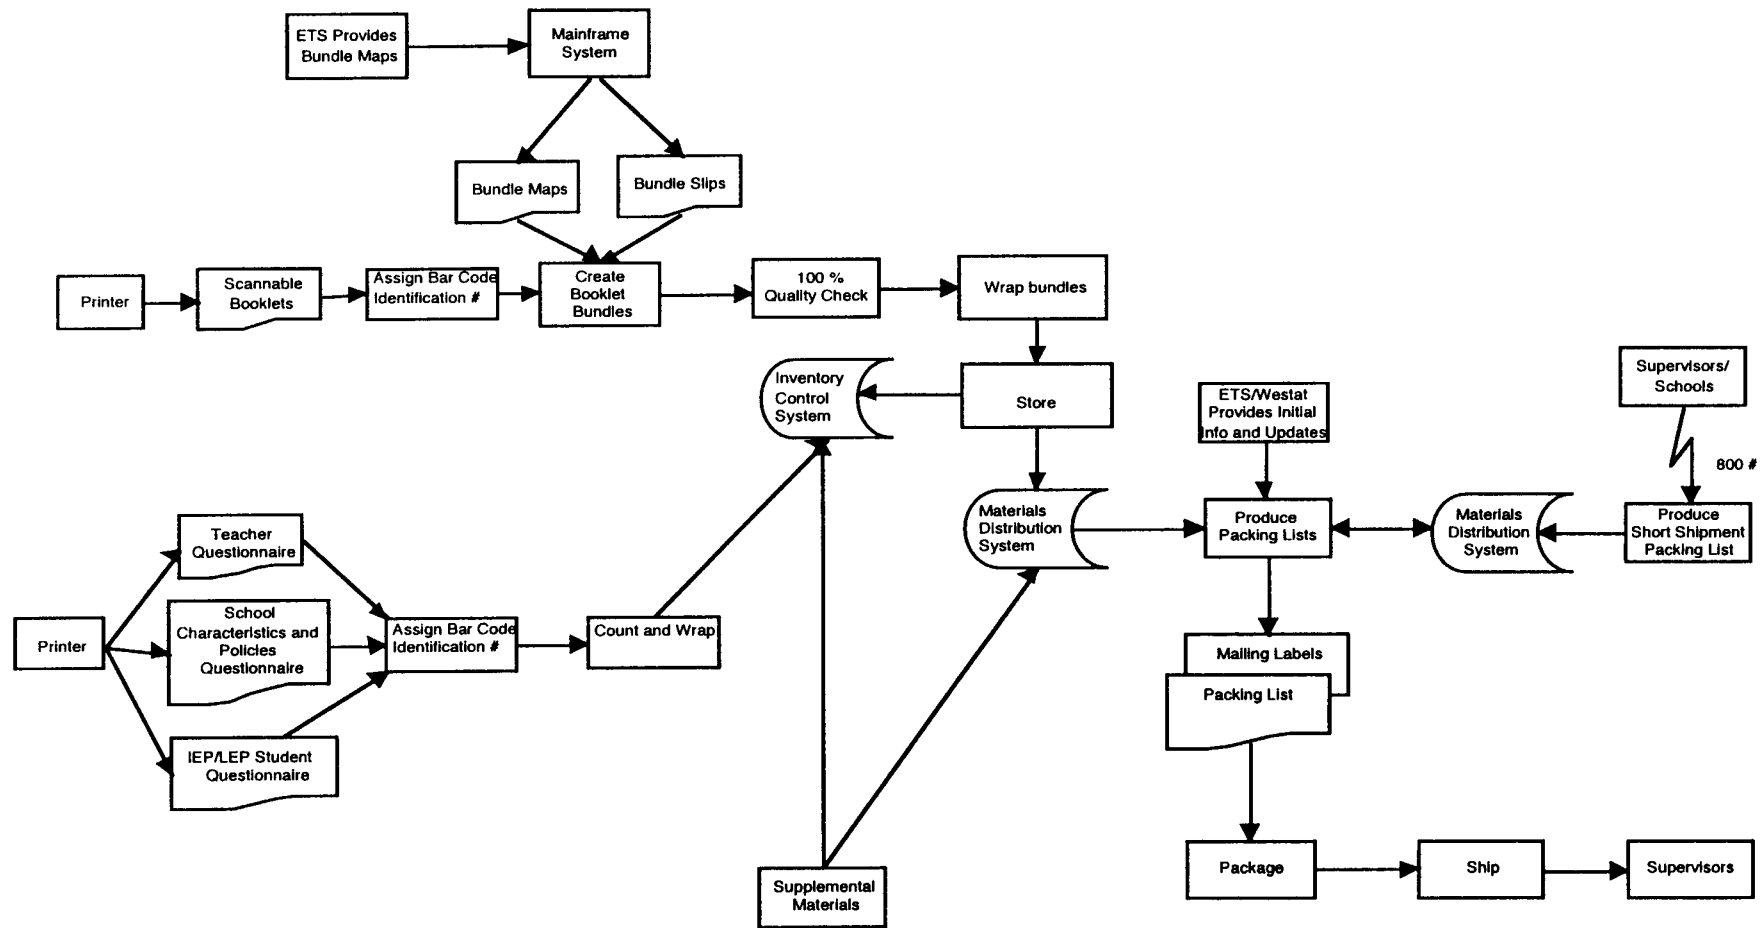 ETS Provides
Bundle Maps
Mainframe
System
Bundle Maps
Bundle Slips
Printer
Scannable
Booklets
Assign Bar Code
Identification #
Create
Booklet
Bundles
100 %
Quality Check
Wrap bundles
Inventory
Control
System
Store
ETS/Westat
Provides Initial
Info and Updates
Supervisors/
Schools
800 #
Materials
Distribution
System
Produce
Packing Lists
Materials
Distribution
System
Produce
Short Shipment
Packing List
Teacher
Questionnaire
Printer
School
Characteristics and
Policies
Questionnaire
Assign Bar Code
Identification #
Count and Wrap
IEP/LEP Student
Questionnaire
Mailing Labels
Packing List
Supplemental
Materials
Package
Ship
Supervisors